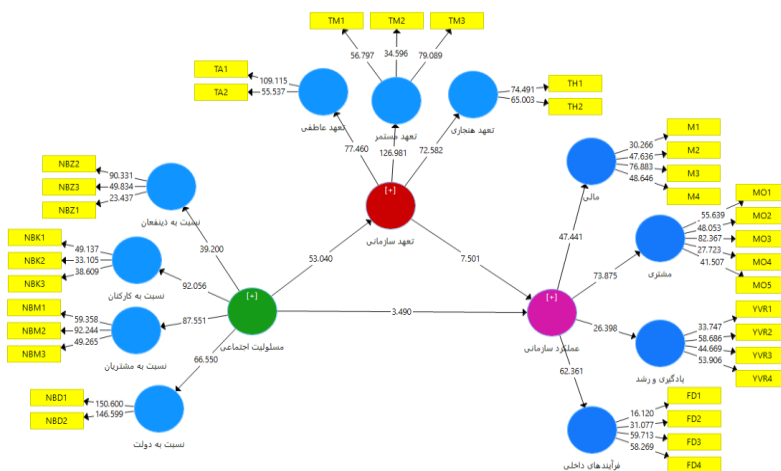 TM1
TM2
TM3
56.797
34.596
79.089
TA1
TA2
109.115
55.537
تعهد عاطفی
تعهد مستمر
تعهد هنجاری
74.491
65.003
TH1
TH2
77.460
126.981
72.582
[+]
تعهد سازمانی
NBZ2
NBZ3
NBZ1
90.331
49.834
23.437
نسبت به ذینفعان
NBK1
NBK2
NBK3
49.137
33.105
38.609
نسبت به کارکنان
NBM1
NBM2
NBM3
59.358
92.244
49.265
نسبت به مشتریان
NBD1
NBD2
150.600
146.599
نسبت به دولت
39.200
92.056
87.551
66.550
[+]
مسئولیت اجتماعی
53.040
7.501
3.490
[+]
عملکرد سازمانی
47.441
73.875
26.398
62.361
مالی
30.266
47.636
76.883
48.646
M1
M2
M3
M4
مشتری
55.639
48.053
82.367
27.723
41.507
MO1
MO2
MO3
MO4
MO5
یادگیری و رشد
33.747
58.686
44.669
53.906
YVR1
YVR2
YVR3
YVR4
فرآیندهای داخلی
16.120
31.077
59.713
58.269
FD1
FD2
FD3
FD4